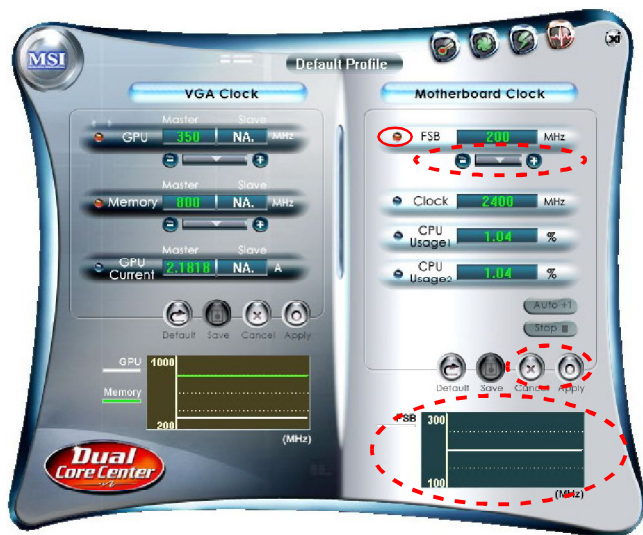 MSI
Default Profile
VGA Clock
Master Slave
GPU 350 NA. MHz
Master Slave
Memory 800 NA. MHz
Master Slave
GPU Current 2.1818 NA. A
Default Save Cancel Apply
GPU
Memory
1000
200
(MHz)
Dual
Core Center
Motherboard Clock
FSB 200 MHz
Clock 2400 MHz
CPU Usage1 1.04 %
CPU Usage2 1.04 %
Auto +1
Stop
Default Save Cancel Apply
FSB
300
100
(MHz)